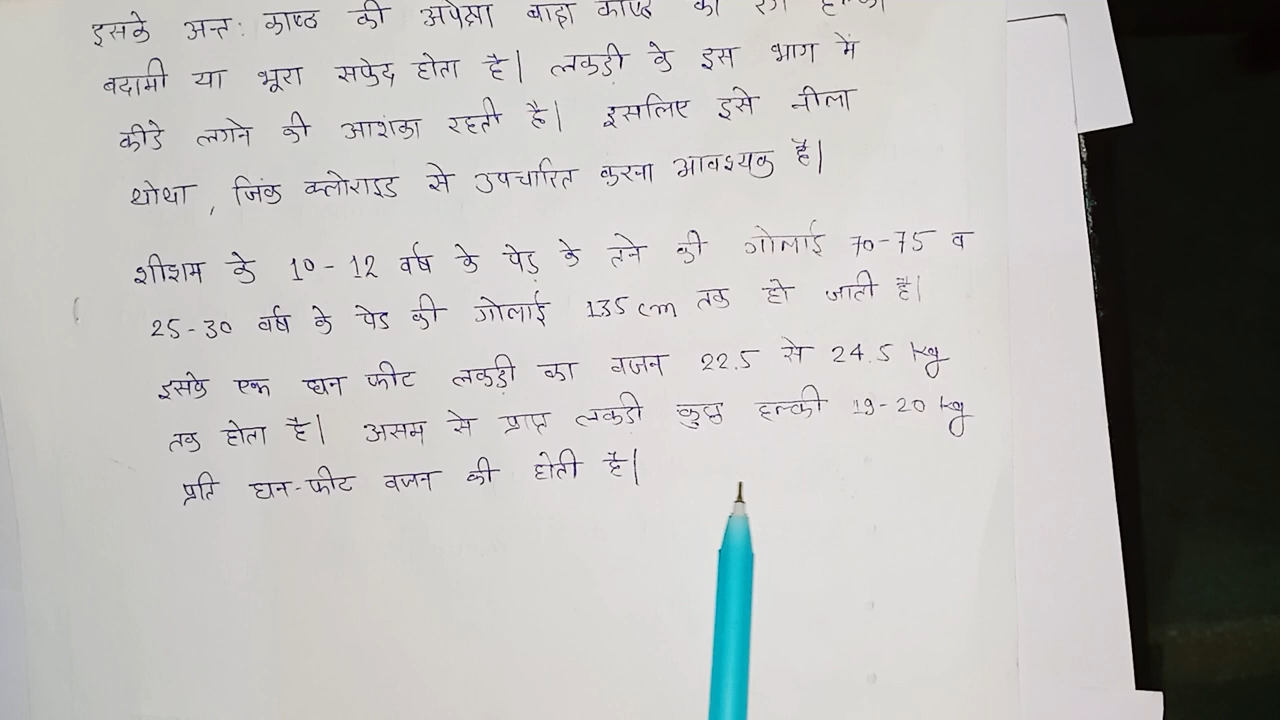 इसके अन्त: काष्ठ की अपेक्षा बाह्य काष्ठ का रंग हल्का
बदामी या भूरा सफेद होता है। लकड़ी के इस भाग में
कीडे लगने की आशंका रहती है। इसलिए इसे नीला
थोथा, जिंक क्लोराइड से उपचारित करना आवश्यक है।
शीशम के 10-12 वर्ष के पेड़ के तने की गोलाई 70-75 व
25-30 वर्ष के पेड की गोलाई 135 cm तक हो जाती है।
इसके एक घन फीट लकड़ी का वजन 22.5 से 24.5 kg
तक होता है। असम से प्राप्त लकडी कुछ हल्की 19-20 kg
प्रति घन-फीट वजन की होती है।